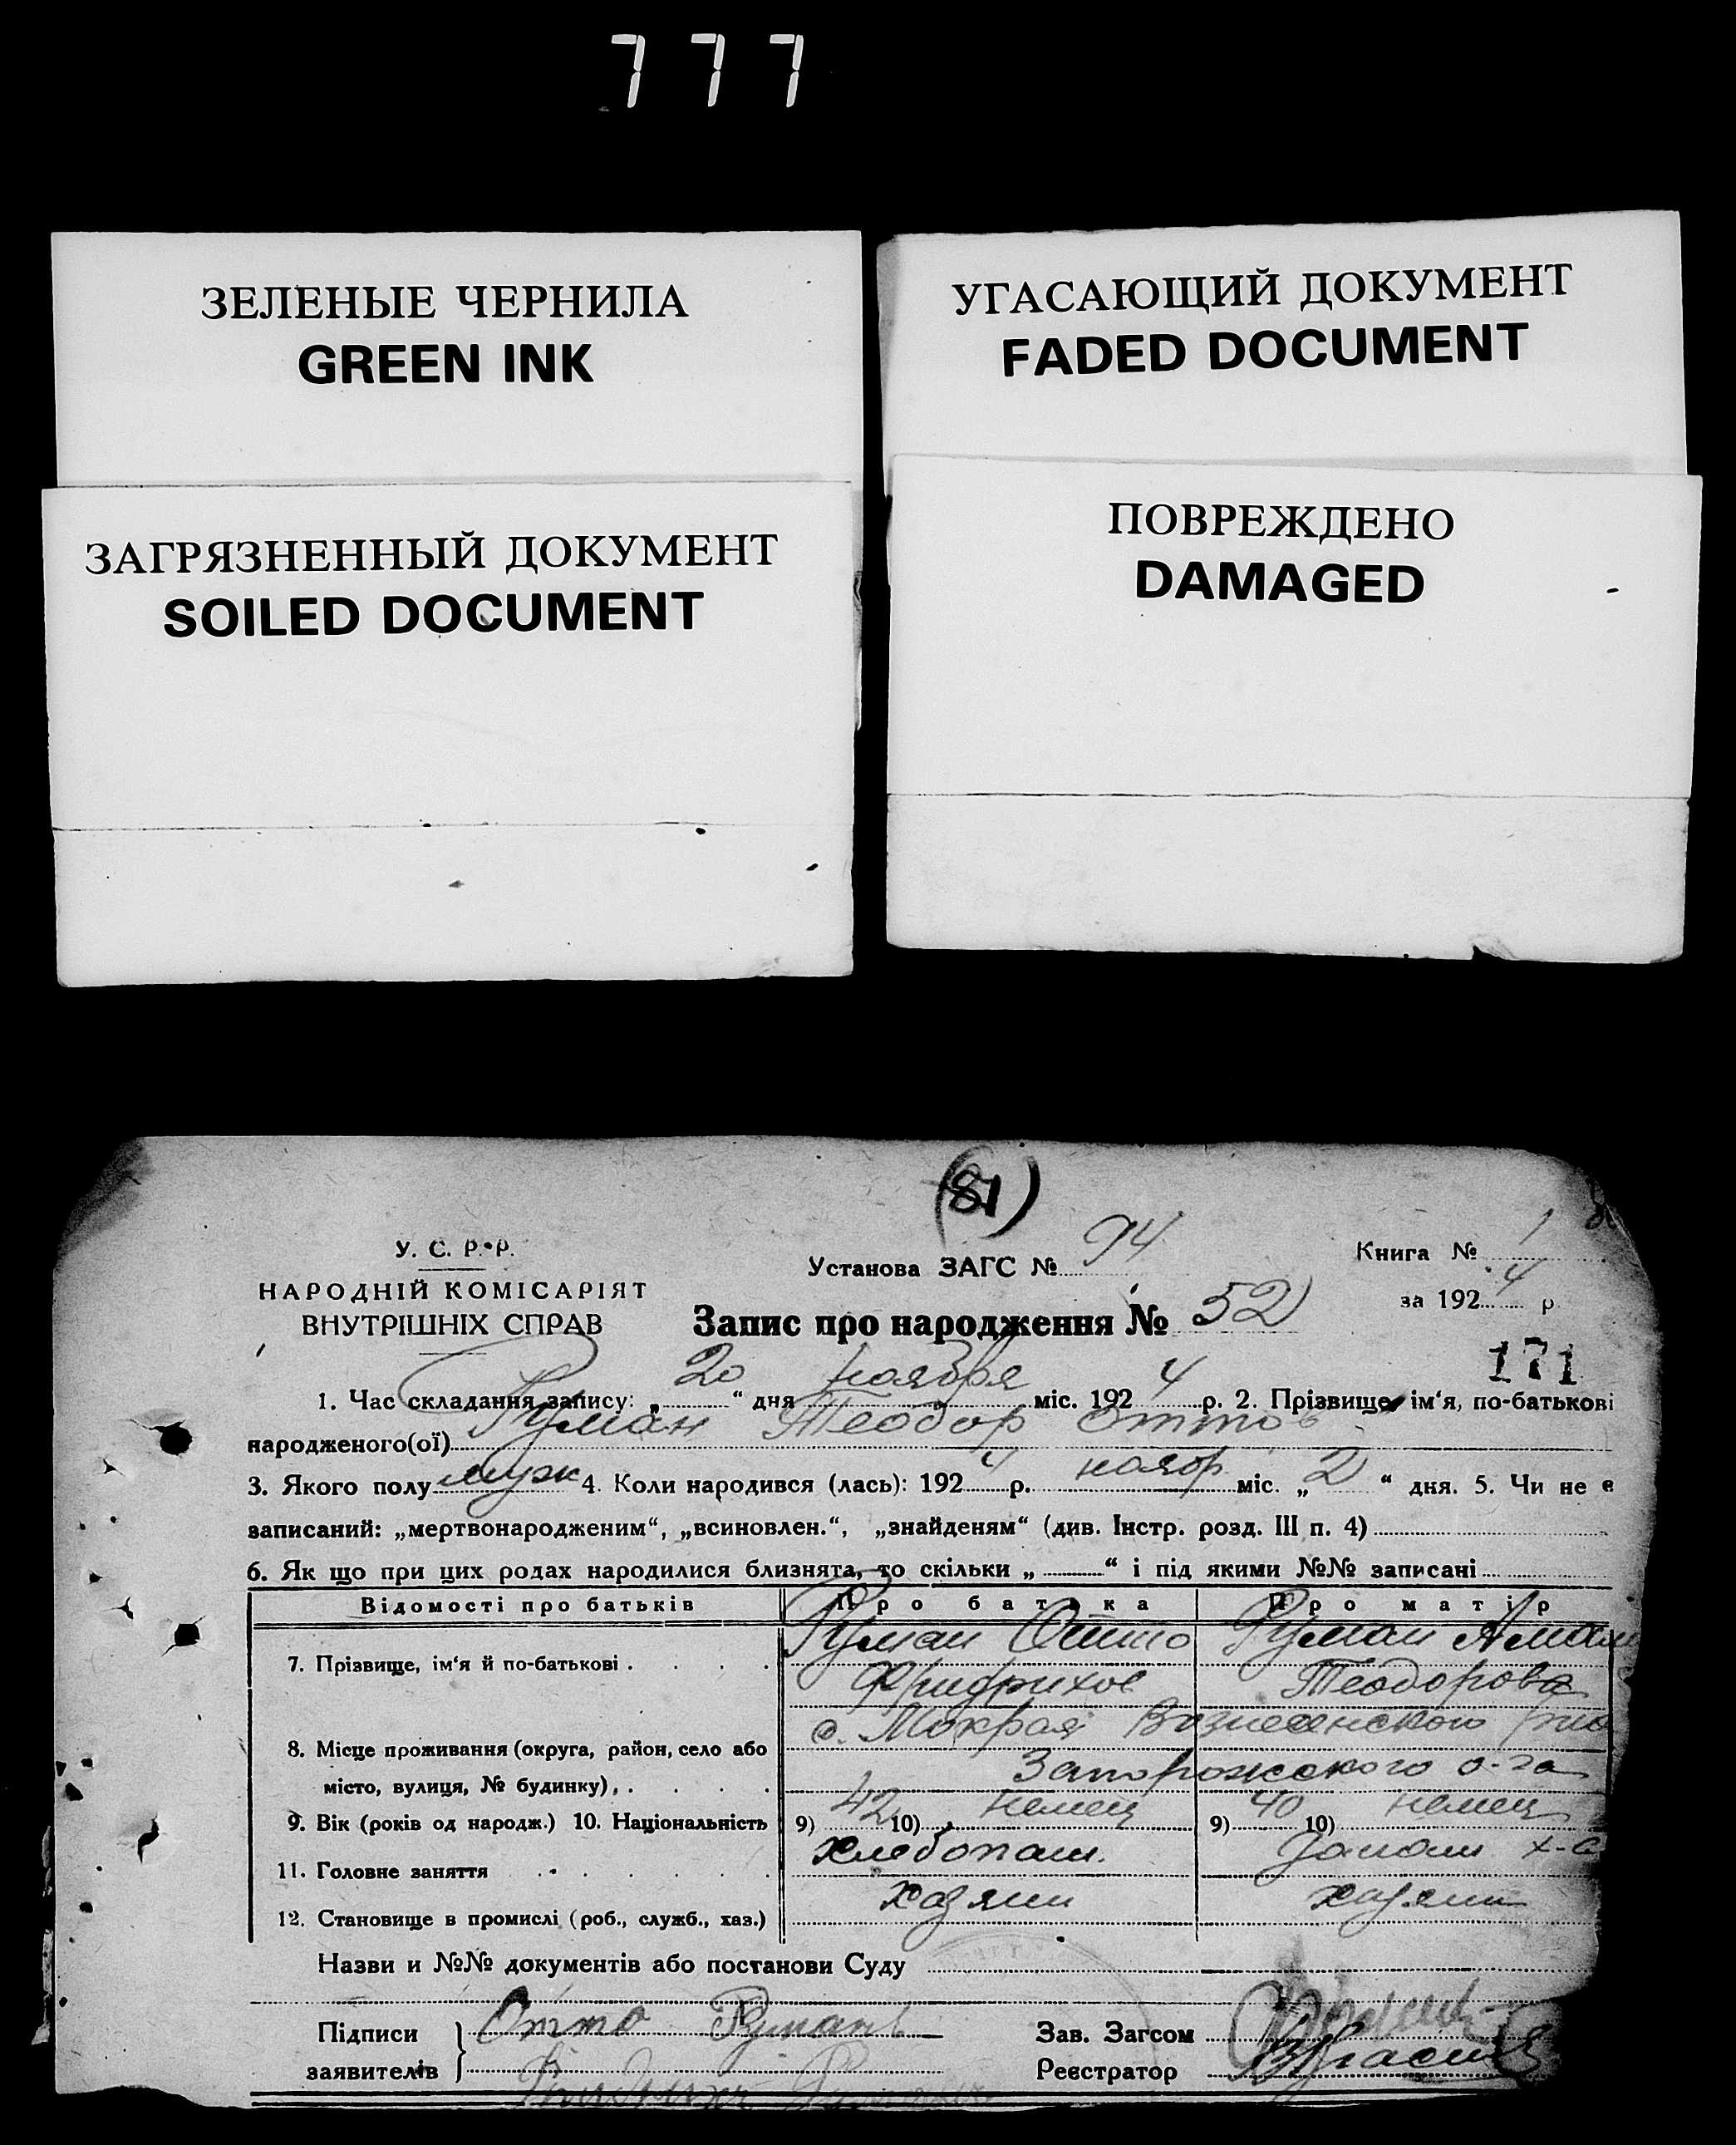 777
ЗЕЛЕНЫЕ ЧЕРНИЛА
GREEN INK
УГАСАЮЩИЙ ДОКУМЕНТ
FADED DOCUMENT
ЗАГРЯЗНЕННЫЙ ДОКУМЕНТ
SOILED DOCUMENT
ПОВРЕЖДЕНО
DAMAGED
(81)
У. С. Р. Р.
НАРОДНІЙ КОМІСАРІЯТ
ВНУТРІШНІХ СПРАВ
Установа ЗАГС № 94
Книга № 1
за 1924 р.
Запис про народження № 52
171
1. Час складання запису: „20“ дня ноября міс. 1924 р. 2. Прізвище, ім‘я, по-батькові
народженого(ої) Руман Теодор Оттов
3. Якого полу муж 4. Коли народився (лась): 1924 р. ноябр міс. „2“ дня. 5. Чи не є
записаний: „мертвонародженим“, „всиновлен.“, „знайденям“ (див. Інстр. розд. III п. 4)
6. Як що при цих родах народилися близнята, то скільки „ “ і під якими №№ записані
Відомості про батьків Про батька Про матір
7. Прізвище, ім‘я й по-батькові . Руман Отто Руман
Фридрихов Теодорова
8. Місце проживання (округа, район, село або с. Мокрая Вознесенского
місто, вулиця, № будинку), . Запорожского о-га
9. Вік (років од народж.) 10. Національність 9) 42 10) немец 9) 40 10) немец
11. Головне заняття хлебопаш. х-
12. Становище в промислі (роб., служб., хаз.) хазяин хазяин
Назви и №№ документів або постанови Суду
Підписи Отто Руман
заявителів
Зав. Загсом
Реєстратор